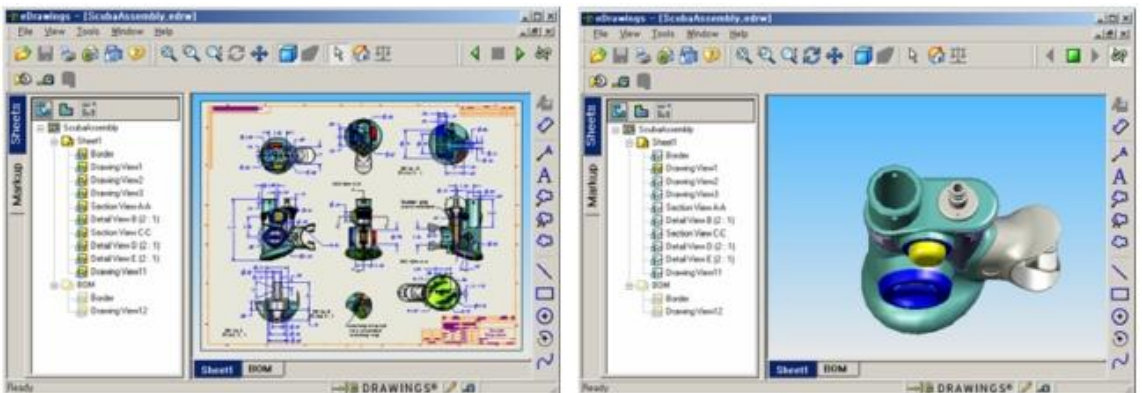 eDrawings - [ScubaAssembly.edrw]
File View Tools Window Help
Sheets
Markup
ScubaAssembly
Sheet1
Border
Drawing View1
Drawing View2
Drawing View3
Section View A-A
Detail View B (2 : 1)
Section View C-C
Detail View D (2 : 1)
Detail View E (2 : 1)
Drawing View11
BOM
Border
Drawing View12
Sheet1 BOM
Ready
DRAWINGS®
eDrawings - [ScubaAssembly.edrw]
File View Tools Window Help
Sheets
Markup
ScubaAssembly
Sheet1
Border
Drawing View1
Drawing View2
Drawing View3
Section View A-A
Detail View B (2 : 1)
Section View C-C
Detail View D (2 : 1)
Detail View E (2 : 1)
Drawing View11
BOM
Border
Drawing View12
Sheet1 BOM
Ready
DRAWINGS®